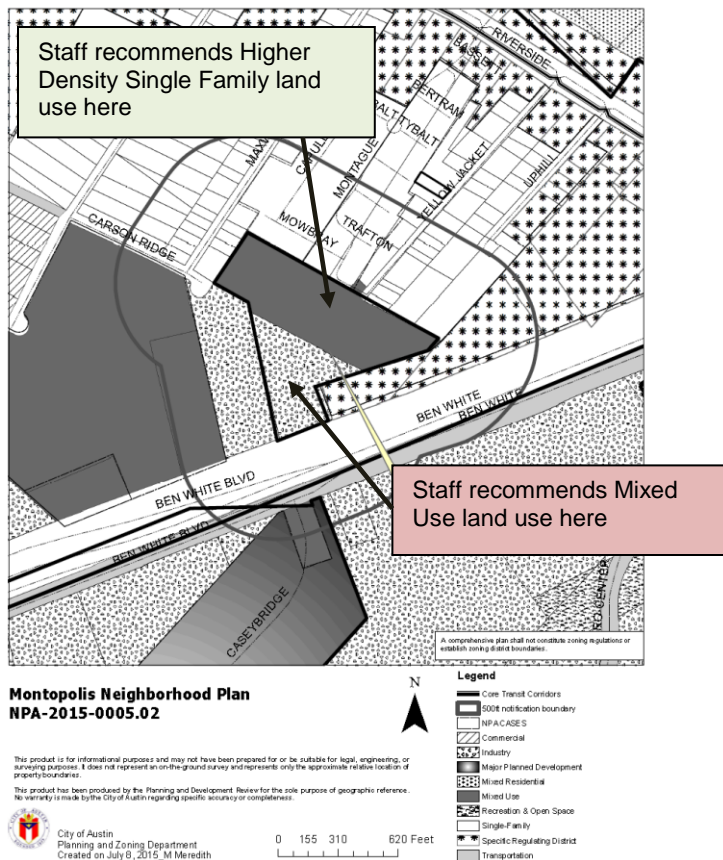 Staff recommends Higher
Density Single Family land
use here
RIVERSIDE
BASSETT
BERTRAM
TYBALT
MONTAGUE
YELLOW JACKET
UPHILL
CARSON RIDGE
MOWBRAY
TRAFTON
BEN WHITE
BEN WHITE
BEN WHITE BLVD
BEN WHITE BLVD
Staff recommends Mixed
Use land use here
CASEYBRIDGE
A comprehensive plan shall not constitute zoning regulations or
establish zoning district boundaries.
Montopolis Neighborhood Plan
NPA-2015-0005.02
N
Legend
Core Transit Corridors
500ft notification boundary
NPACASES
Commercial
Industry
Major Planned Development
Mixed Residential
Mixed Use
Recreation & Open Space
Single-Family
Specific Regulating District
Transportation
This product is for informational purposes and may not have been prepared for or be suitable for legal, engineering, or
surveying purposes. It does not represent an on-the-ground survey and represents only the approximate relative location of
property boundaries.
This product has been produced by the Planning and Development Review for the sole purpose of geographic reference.
No warranty is made by the City of Austin regarding specific accuracy or completeness.
City of Austin
Planning and Zoning Department
Created on July 8, 2015_M Meredith
0 155 310 620 Feet